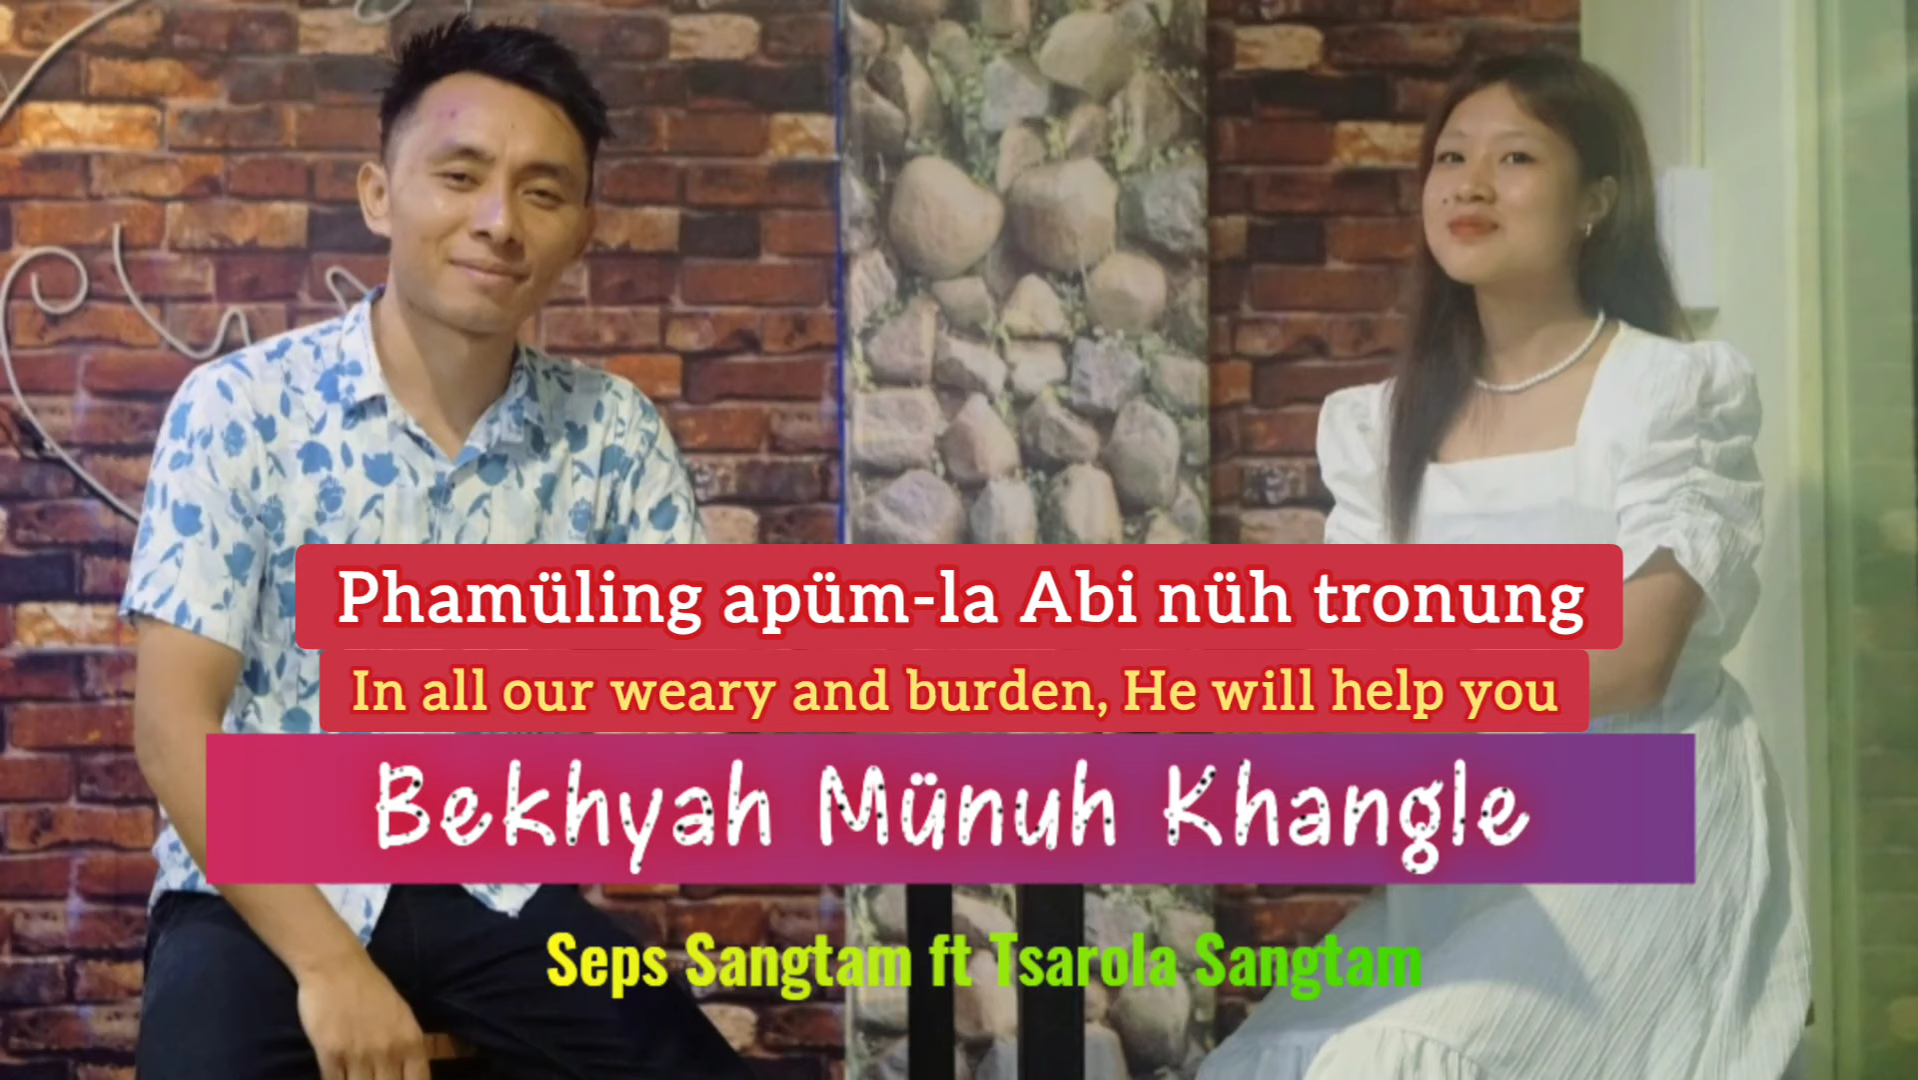 Phamüling apüm-la Abi nüh tronung
In all our weary and burden, He will help you
Bekhyah Münuh Khangle
Seps Sangtam ft Tsarola Sangtam